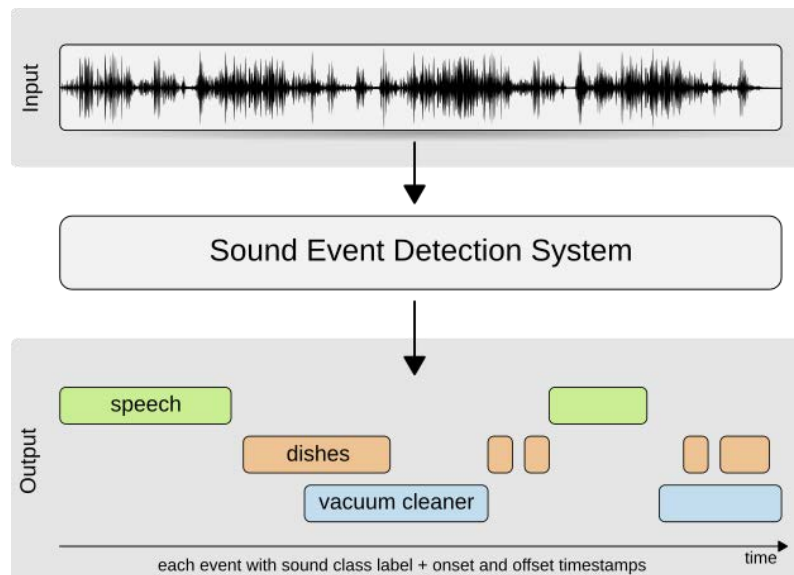 Input
Sound Event Detection System
Output
speech
dishes
vacuum cleaner
time
each event with sound class label + onset and offset timestamps